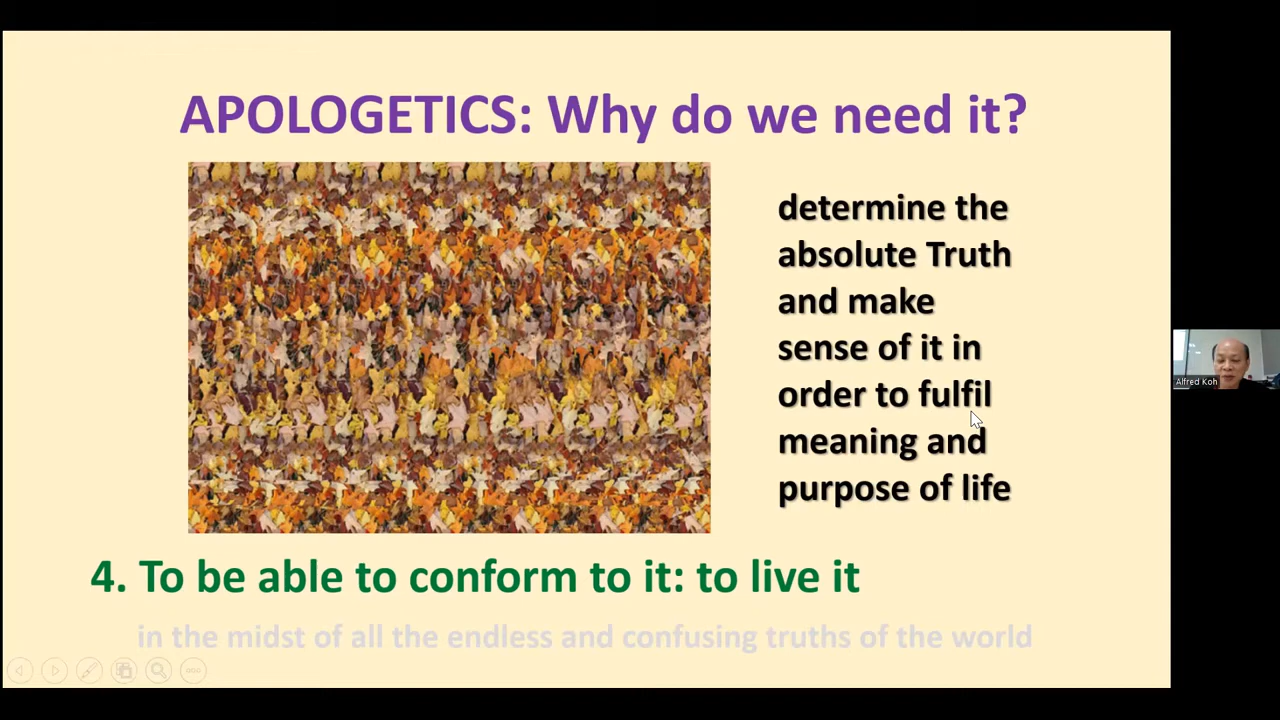 APOLOGETICS: Why do we need it?
determine the
absolute Truth
and make
sense of it in
order to fulfil
meaning and
purpose of life
4. To be able to conform to it: to live it
in the midst of all the endless and confusing truths of the world
Alfred Koh